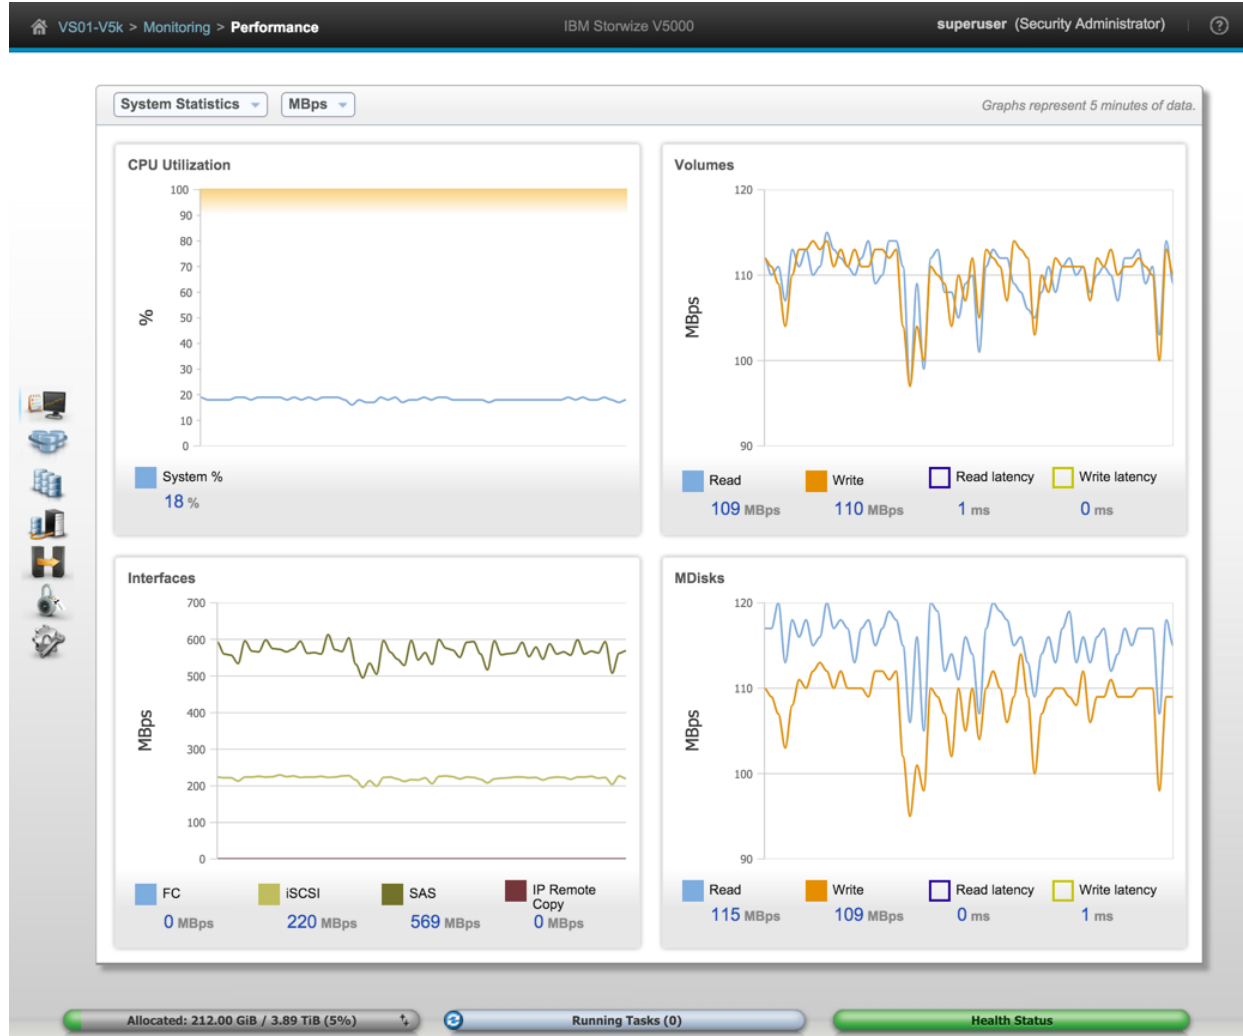 VS01-V5k > Monitoring > Performance
IBM Storwize V5000
superuser (Security Administrator)
?
System Statistics
MBps
Graphs represent 5 minutes of data.
CPU Utilization
100
90
80
70
60
50
40
30
20
10
0
%
System %
18 %
Volumes
120
110
100
90
MBps
Read
Write
Read latency
Write latency
109 MBps
110 MBps
1 ms
0 ms
Interfaces
700
600
500
400
300
200
100
0
MBps
FC
iSCSI
SAS
IP Remote
Copy
0 MBps
220 MBps
569 MBps
0 MBps
MDisks
120
110
100
90
MBps
Read
Write
Read latency
Write latency
115 MBps
109 MBps
0 ms
1 ms
Allocated: 212.00 GiB / 3.89 TiB (5%)
Running Tasks (0)
Health Status